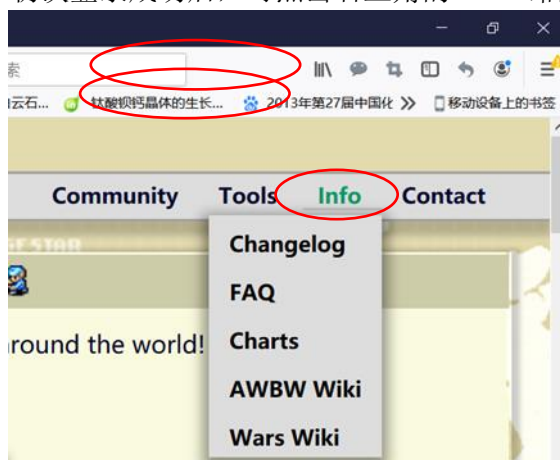 索
白云石... 钛酸钡钙晶体的生长... 2013年第27届中国化 移动设备上的书签
Community Tools Info Contact
Changelog
FAQ
around the world!
Charts
AWBW Wiki
Wars Wiki